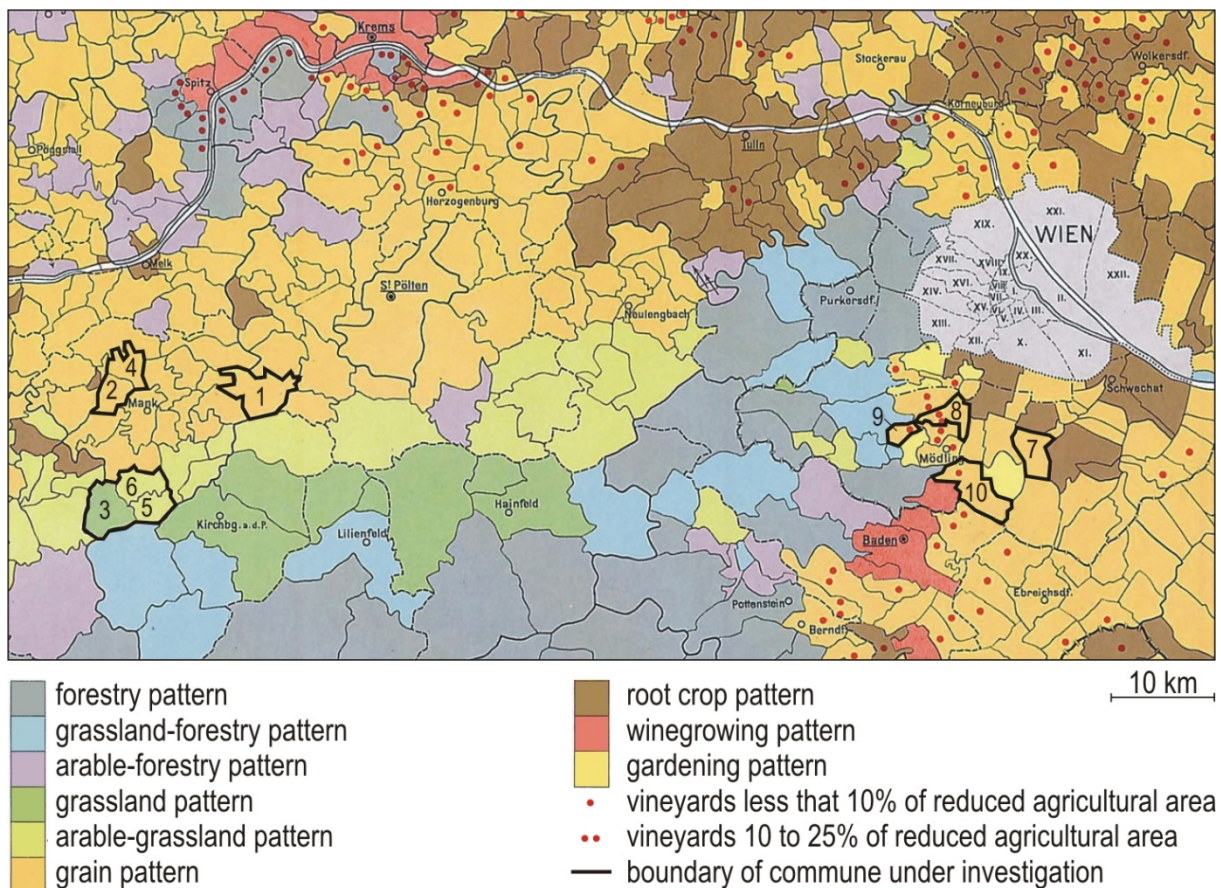 Krems
Stockerau
Wolkersdf.
Spitz
Korneuburg
Pöggstall
Tulln
Herzogenburg
XXI.
XIX.
WIEN
Melk
XVII.
XVIII.
XX.
IX.
XXII.
St Pölten
XVI.
VIII.
I.
Purkersdf.
XIV.
VII.
II.
Neulengbach
XV.
VI.
IV.
III.
XIII.
V.
XII.
X.
XI.
4
2
Mank
1
Schwechat
9
8
Mödling
7
6
3
5
10
Kirchbg. a.d.P.
Hainfeld
Lilienfeld
Baden
Pottenstein
Ebreichsdf.
Berndf.
10 km
forestry pattern
grassland-forestry pattern
arable-forestry pattern
grassland pattern
arable-grassland pattern
grain pattern
root crop pattern
winegrowing pattern
gardening pattern
vineyards less that 10% of reduced agricultural area
vineyards 10 to 25% of reduced agricultural area
boundary of commune under investigation